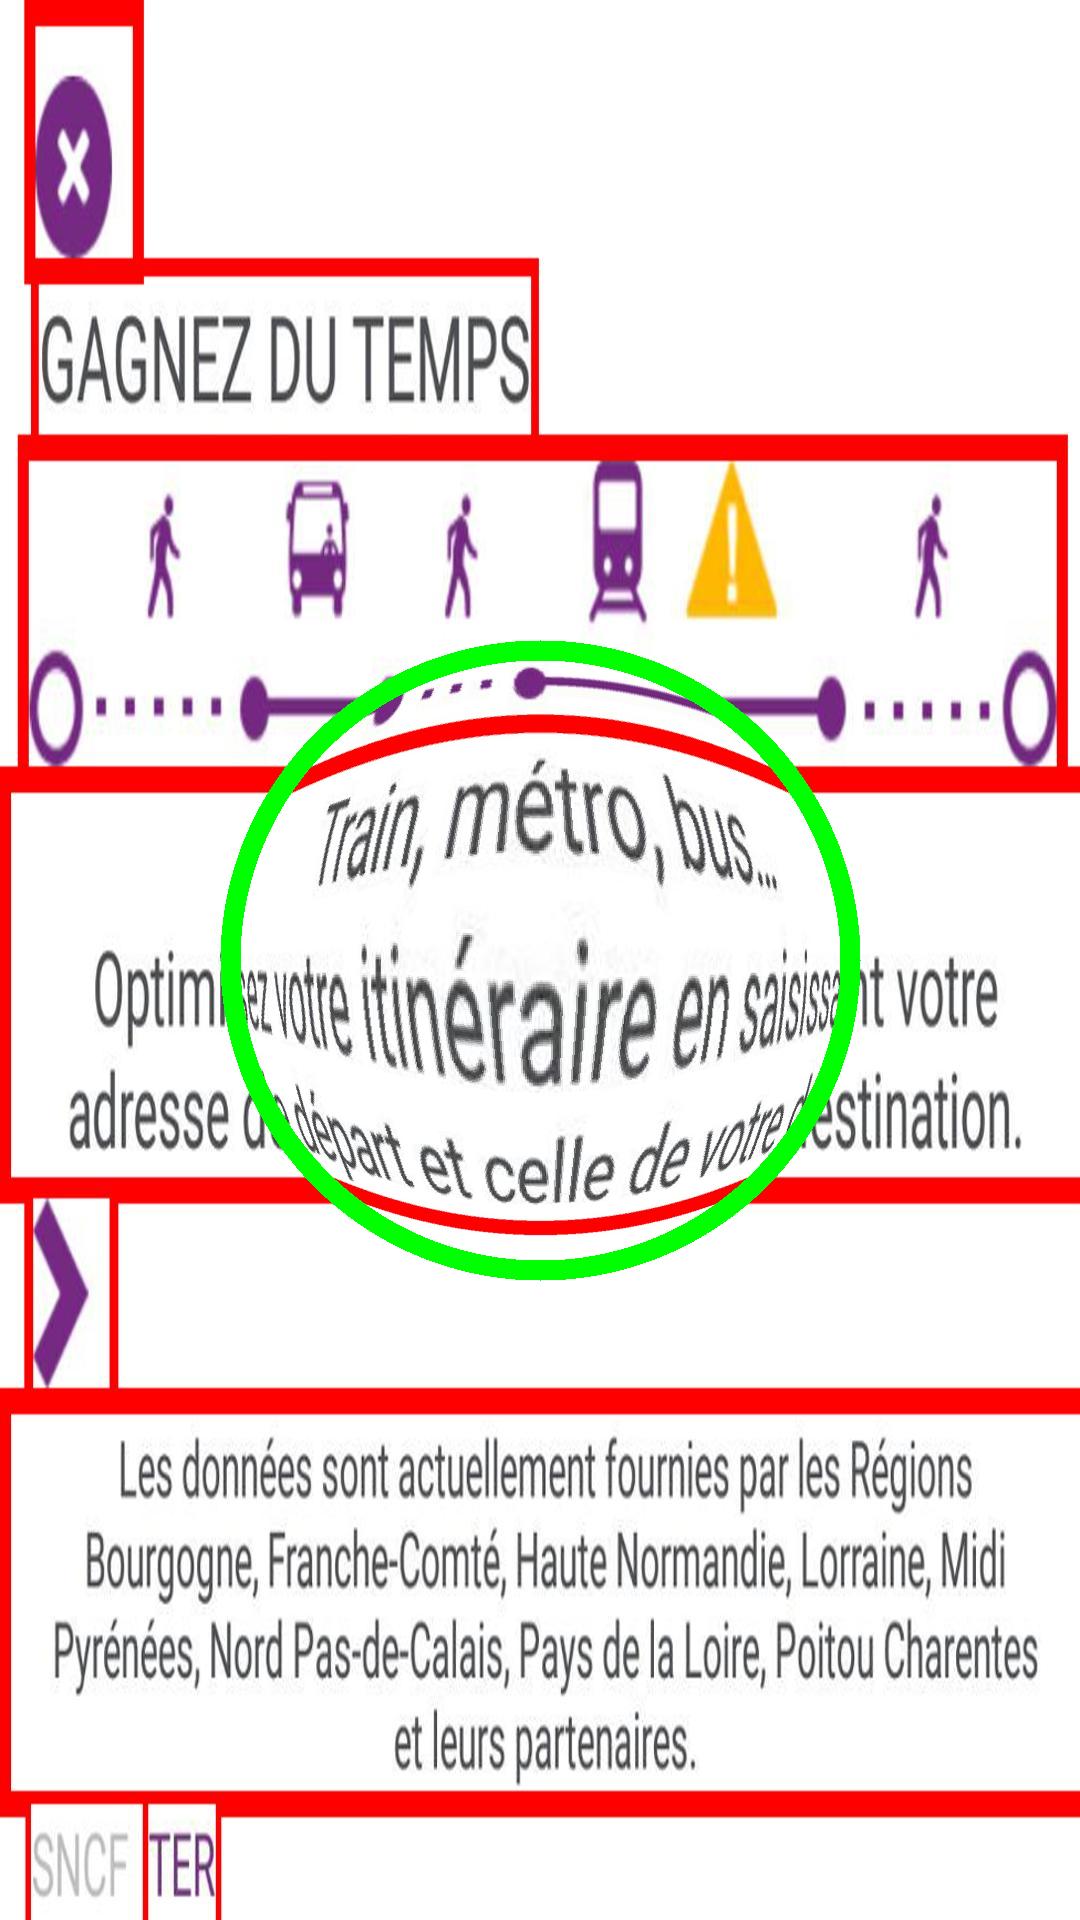 GAGNEZ DU TEMPS
Train, métro, bus...
Optimisez votre itinéraire en saisissant votre
adresse de départ et celle de votre destination.
Les données sont actuellement fournies par les Régions
Bourgogne, Franche-Comté, Haute Normandie, Lorraine, Midi
Pyrénées, Nord Pas-de-Calais, Pays de la Loire, Poitou Charentes
et leurs partenaires.
SNCF TER